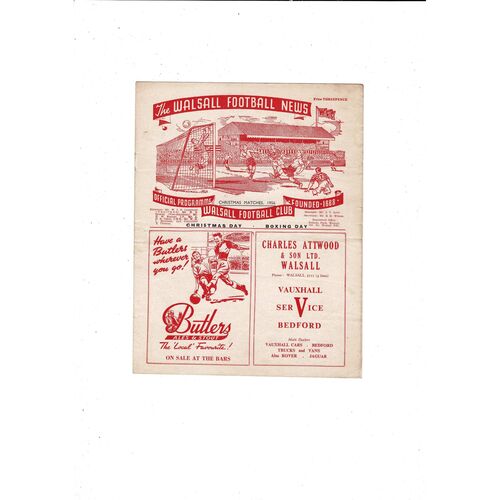 Price THREEPENCE
The WALSALL FOOTBALL NEWS
OFFICIAL PROGRAMME
CHRISTMAS MATCHES, 1954
FOUNDED-1888
WALSALL FOOTBALL CLUB
CHRISTMAS DAY BOXING DAY
Have a
Butlers
wherever
you go!
Butlers
ALES & STOUT
The 'Local' Favourite!
ON SALE AT THE BARS
CHARLES ATTWOOD
& SON LTD.
WALSALL
VAUXHALL
SERVICE
BEDFORD
Main Dealers
VAUXHALL CARS - BEDFORD
TRUCKS and VANS
Also ROVER - JAGUAR